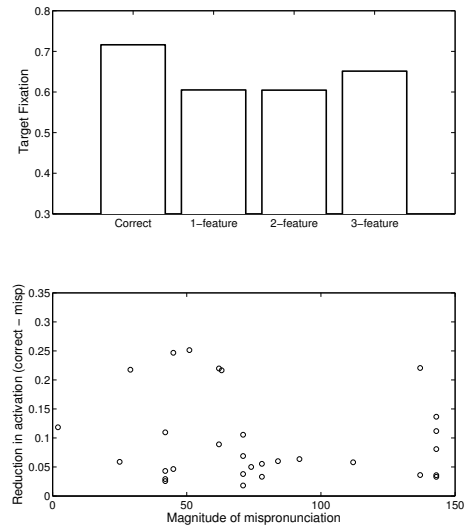 0.8
0.7
0.6
0.5
0.4
0.3
Target Fixation
Correct 1−feature 2−feature 3−feature
0.35
0.3
0.25
0.2
0.15
0.1
0.05
0
Reduction in activation (correct − misp)
0 50 100 150
Magnitude of mispronunciation